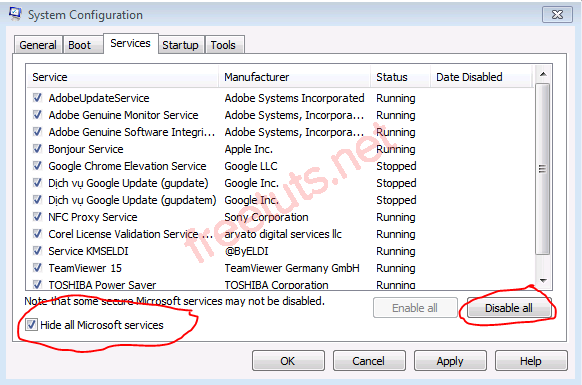 System Configuration
General Boot Services Startup Tools
Service Manufacturer Status Date Disabled
AdobeUpdateService Adobe Systems Incorporated Running
Adobe Genuine Monitor Service Adobe Systems, Incorpora... Running
Adobe Genuine Software Integri... Adobe Systems, Incorpora... Running
Bonjour Service Apple Inc. Running
Google Chrome Elevation Service Google LLC Stopped
Dịch vụ Google Update (gupdate) Google Inc. Stopped
Dịch vụ Google Update (gupdatem) Google Inc. Stopped
NFC Proxy Service Sony Corporation Running
Corel License Validation Service ... arvato digital services llc Running
Service KMSELDI @ByELDI Running
TeamViewer 15 TeamViewer Germany GmbH Running
TOSHIBA Power Saver TOSHIBA Corporation Running
Note that some secure Microsoft services may not be disabled.
Enable all Disable all
Hide all Microsoft services
OK Cancel Apply Help
freetuts.net